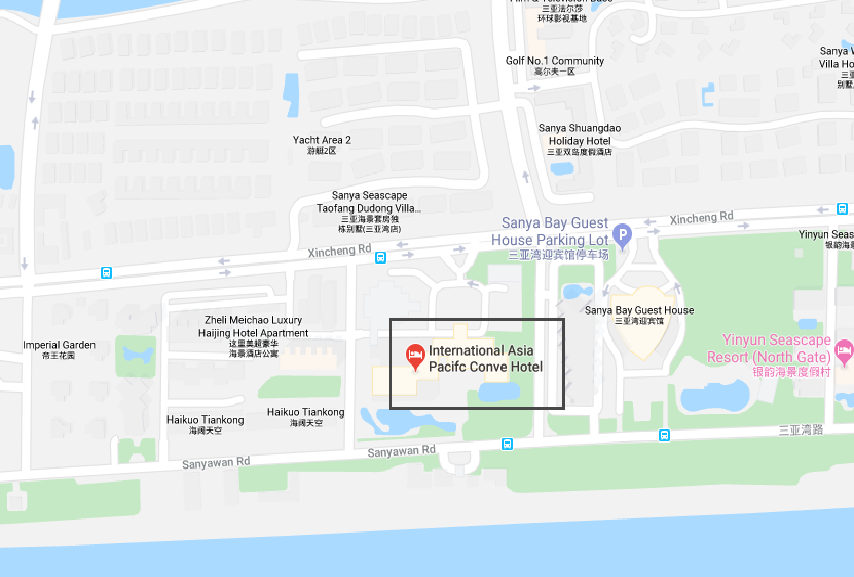 三亚法尔莎
环球影视基地
Golf No.1 Community
高尔夫一区
Sanya Shuangdao
Holiday Hotel
三亚双岛度假酒店
Yacht Area 2
游艇2区
Sanya Seascape
Taofang Dudong Villa...
三亚海景套房独
栋别墅(三亚湾店)
Sanya Bay Guest
House Parking Lot
三亚湾迎宾馆停车场
P
Xincheng Rd
Xincheng Rd
Yinyun Seas
银韵海景
Sanya Bay Guest House
三亚湾迎宾馆
Zheli Meichao Luxury
Haijing Hotel Apartment
这里美超豪华
海景酒店公寓
Imperial Garden
帝王花园
International Asia
Pacifc Conve Hotel
Yinyun Seascape
Resort (North Gate)
银韵海景度假村
Haikuo Tiankong
海阔天空
Haikuo Tiankong
海阔天空
三亚湾路
Sanyawan Rd
Sanyawan Rd